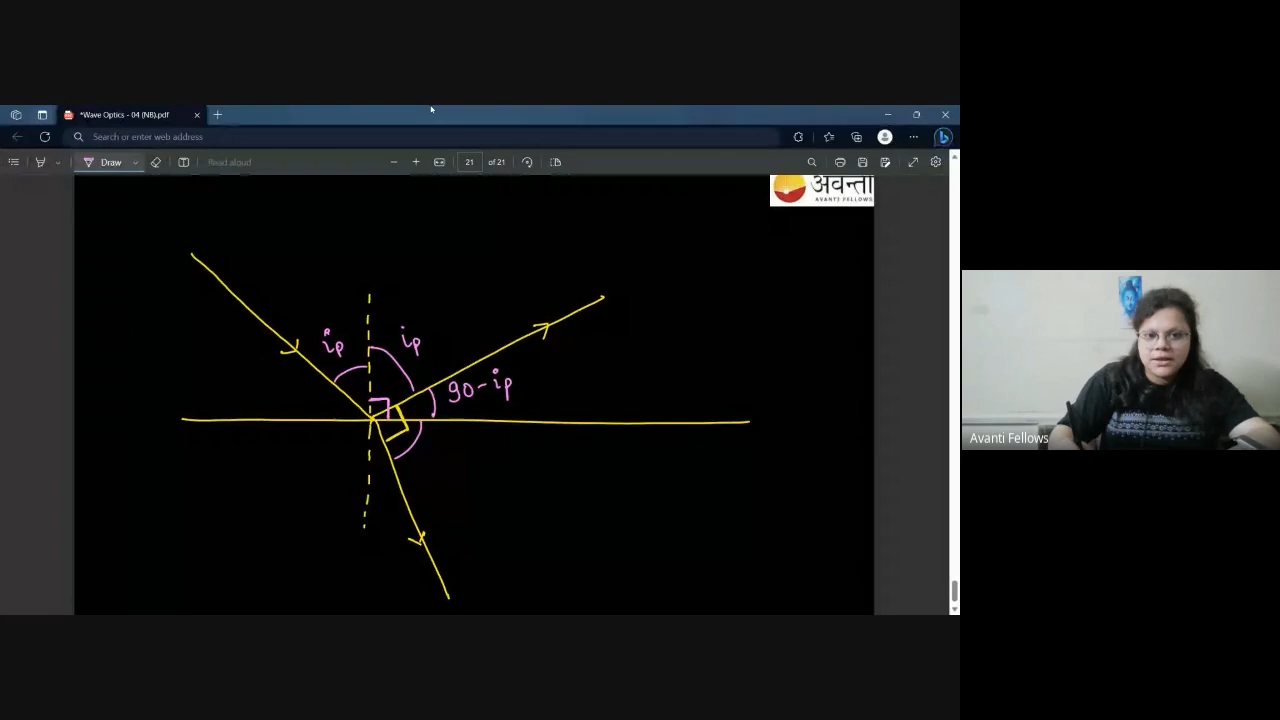 *Wave Optics - 04 (NB).pdf
Search or enter web address
Draw
Read aloud
21 of 21
अवन्ती
AVANTI FELLOWS
ip
ip
90-ip
Avanti Fellows